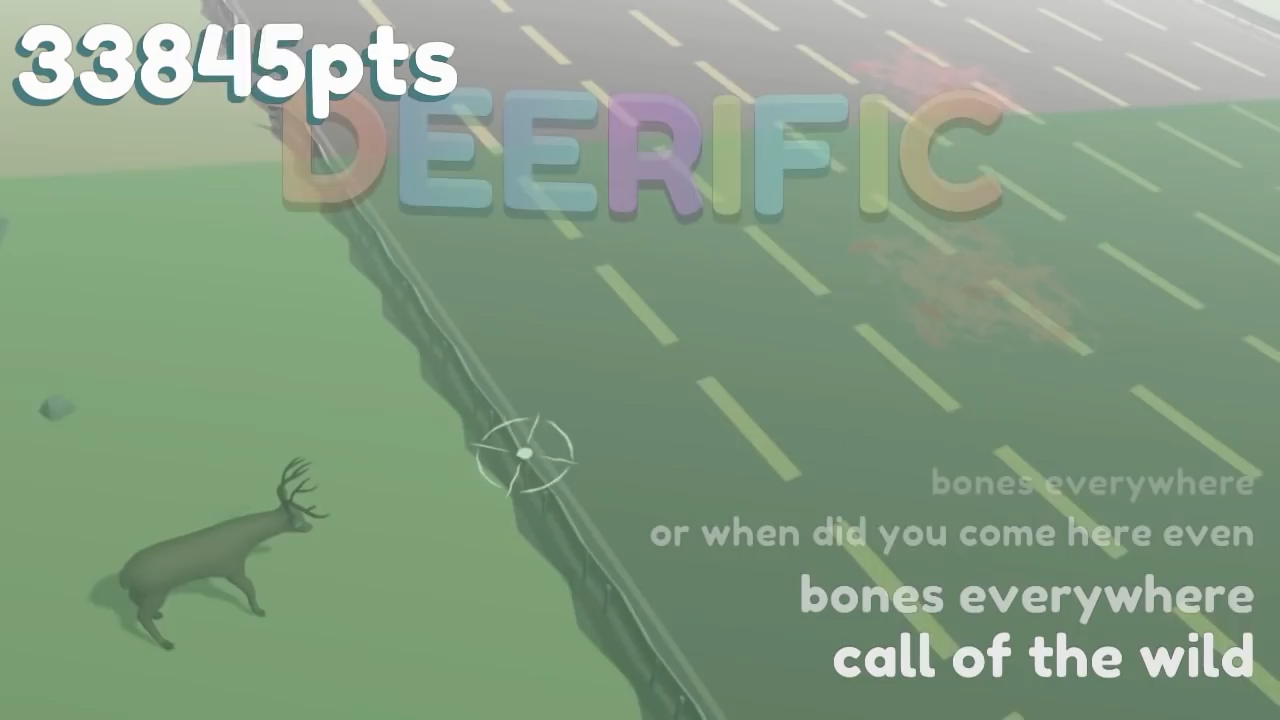 33845pts
DEERIFIC
bones everywhere
or when did you come here even
bones everywhere
call of the wild